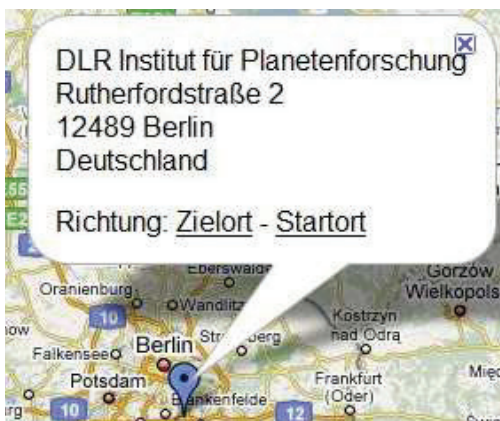 DLR Institut für Planetenforschung
Rutherfordstraße 2
12489 Berlin
Deutschland
Richtung: Zielort - Startort
Eberswalde
Gorzów
Wielkopols
Oranienburg
Wandlitz
10
Kostrzyn
nad Odrą
Falkensee
Berlin
Potsdam
Frankfurt
(Oder)
Blankenfelde
10
12